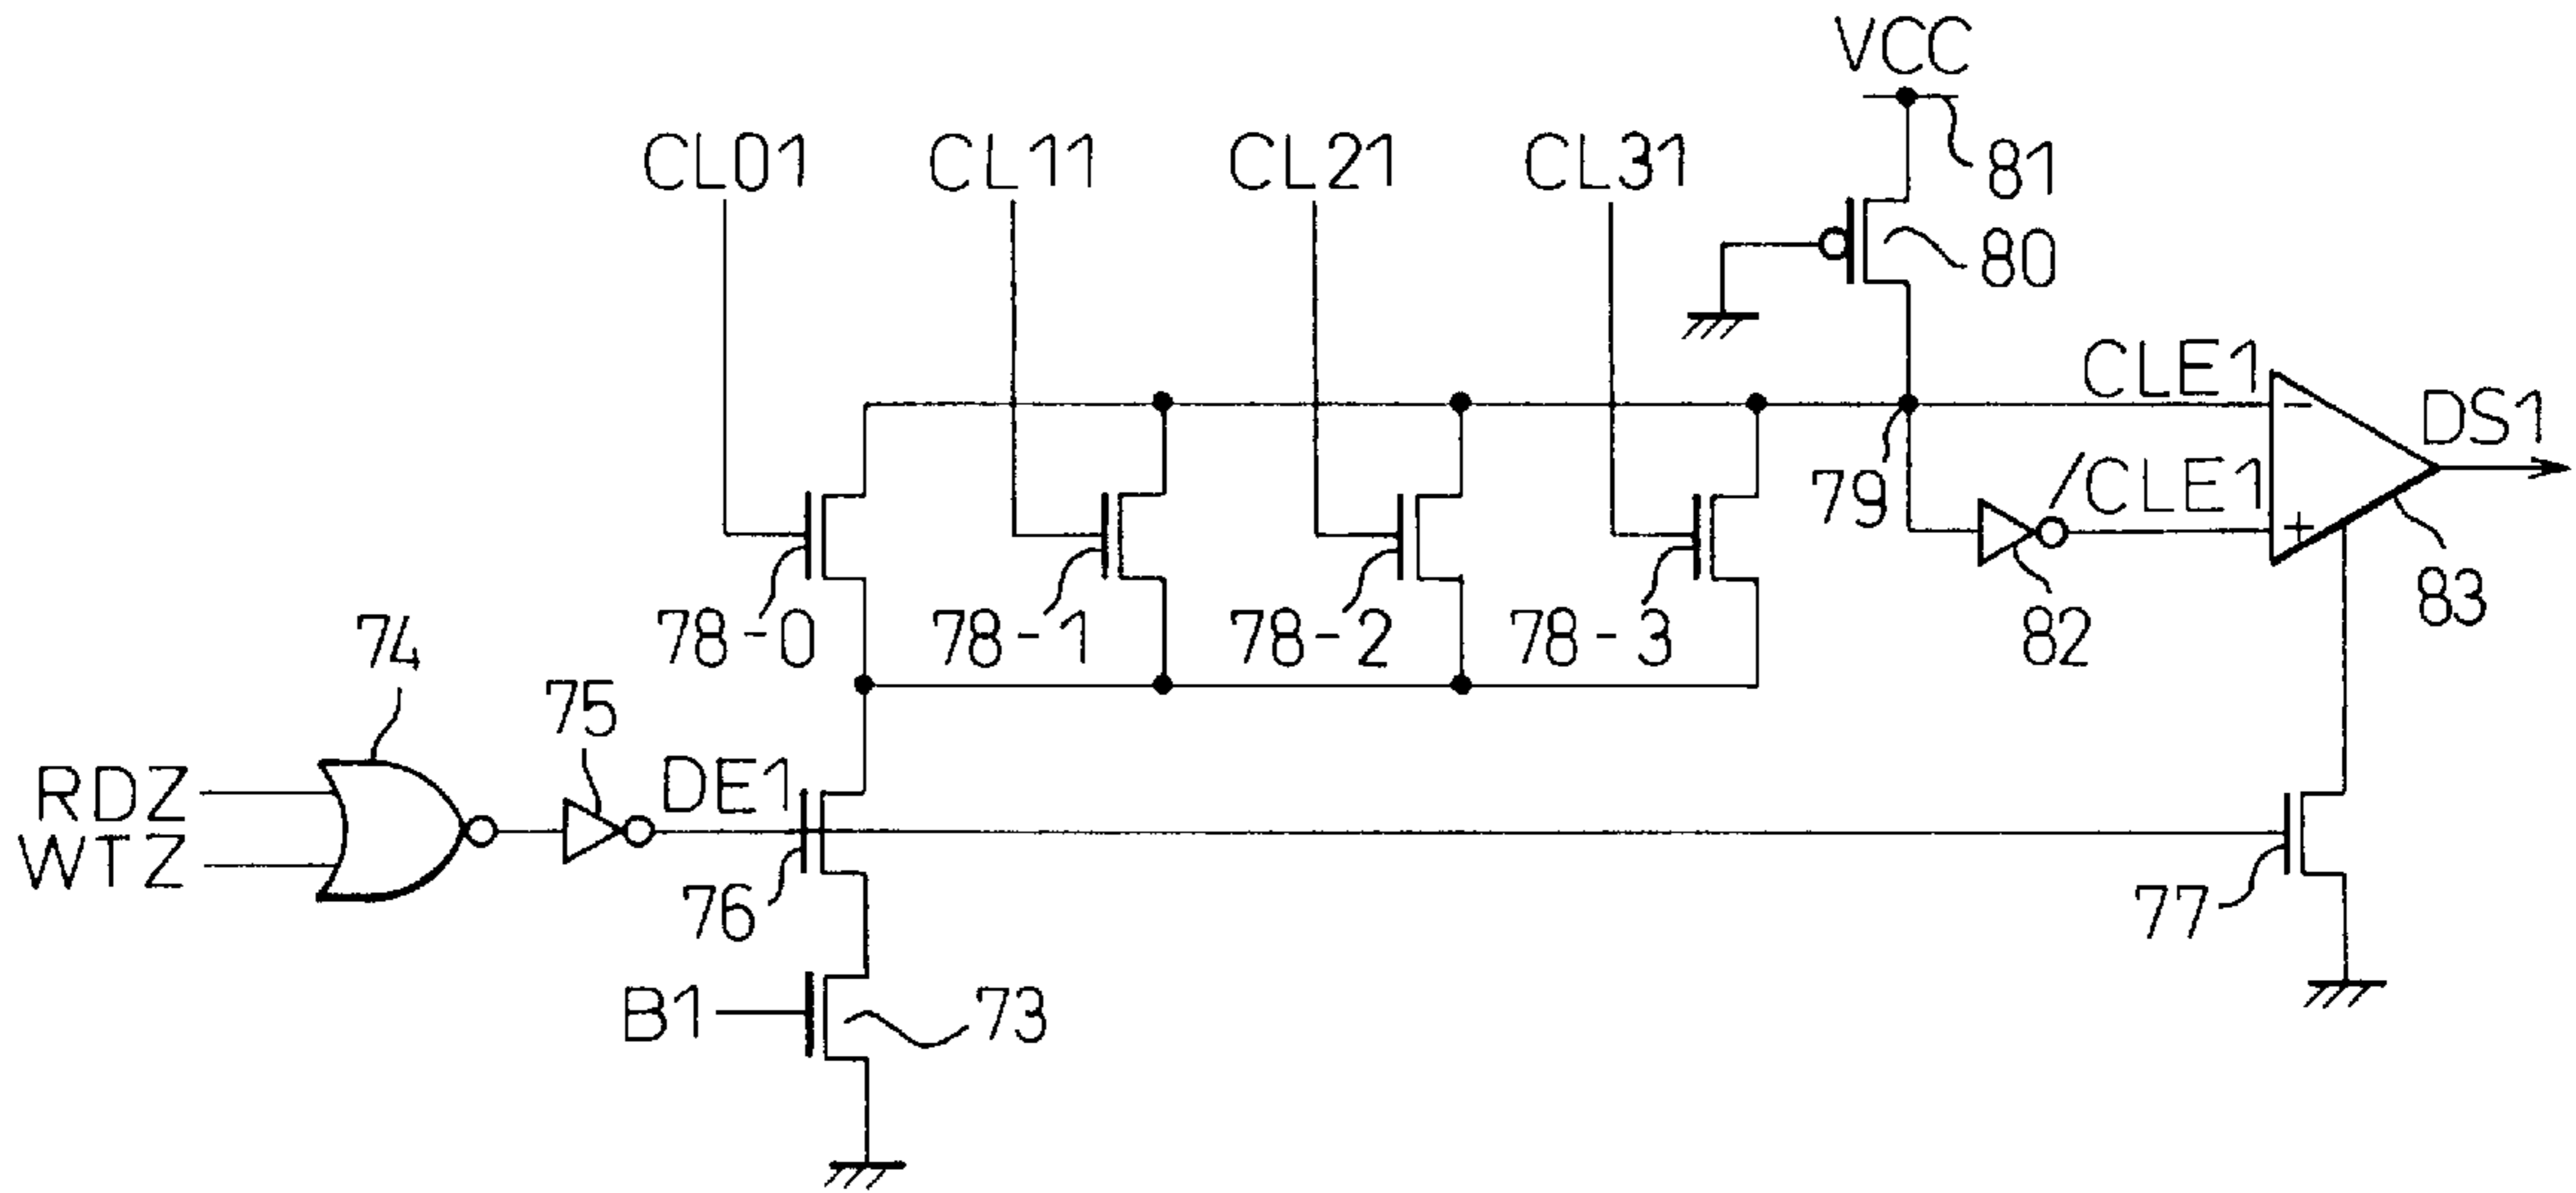 VCC
CL01
CL11
CL21
CL31
81
80
CLE1
DS1
79
/CLE1
78-0
78-1
78-2
78-3
82
83
74
75
RDZ
DE1
WTZ
76
77
B1
73
-
+